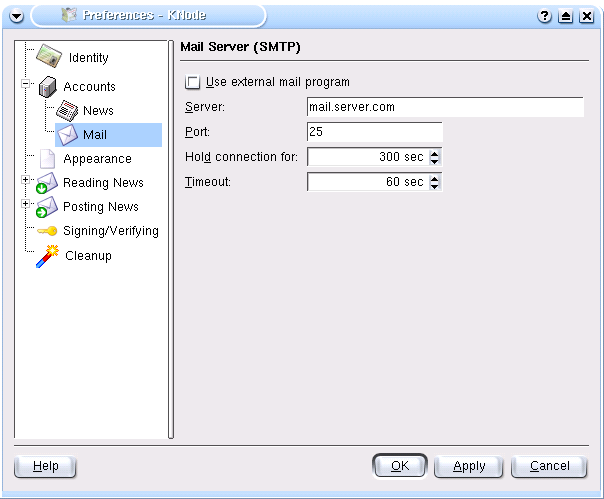 Preferences - KNode
Identity
Accounts
News
Mail
Appearance
Reading News
Posting News
Signing/Verifying
Cleanup
Mail Server (SMTP)
Use external mail program
Server: mail.server.com
Port: 25
Hold connection for: 300 sec
Timeout: 60 sec
Help OK Apply Cancel